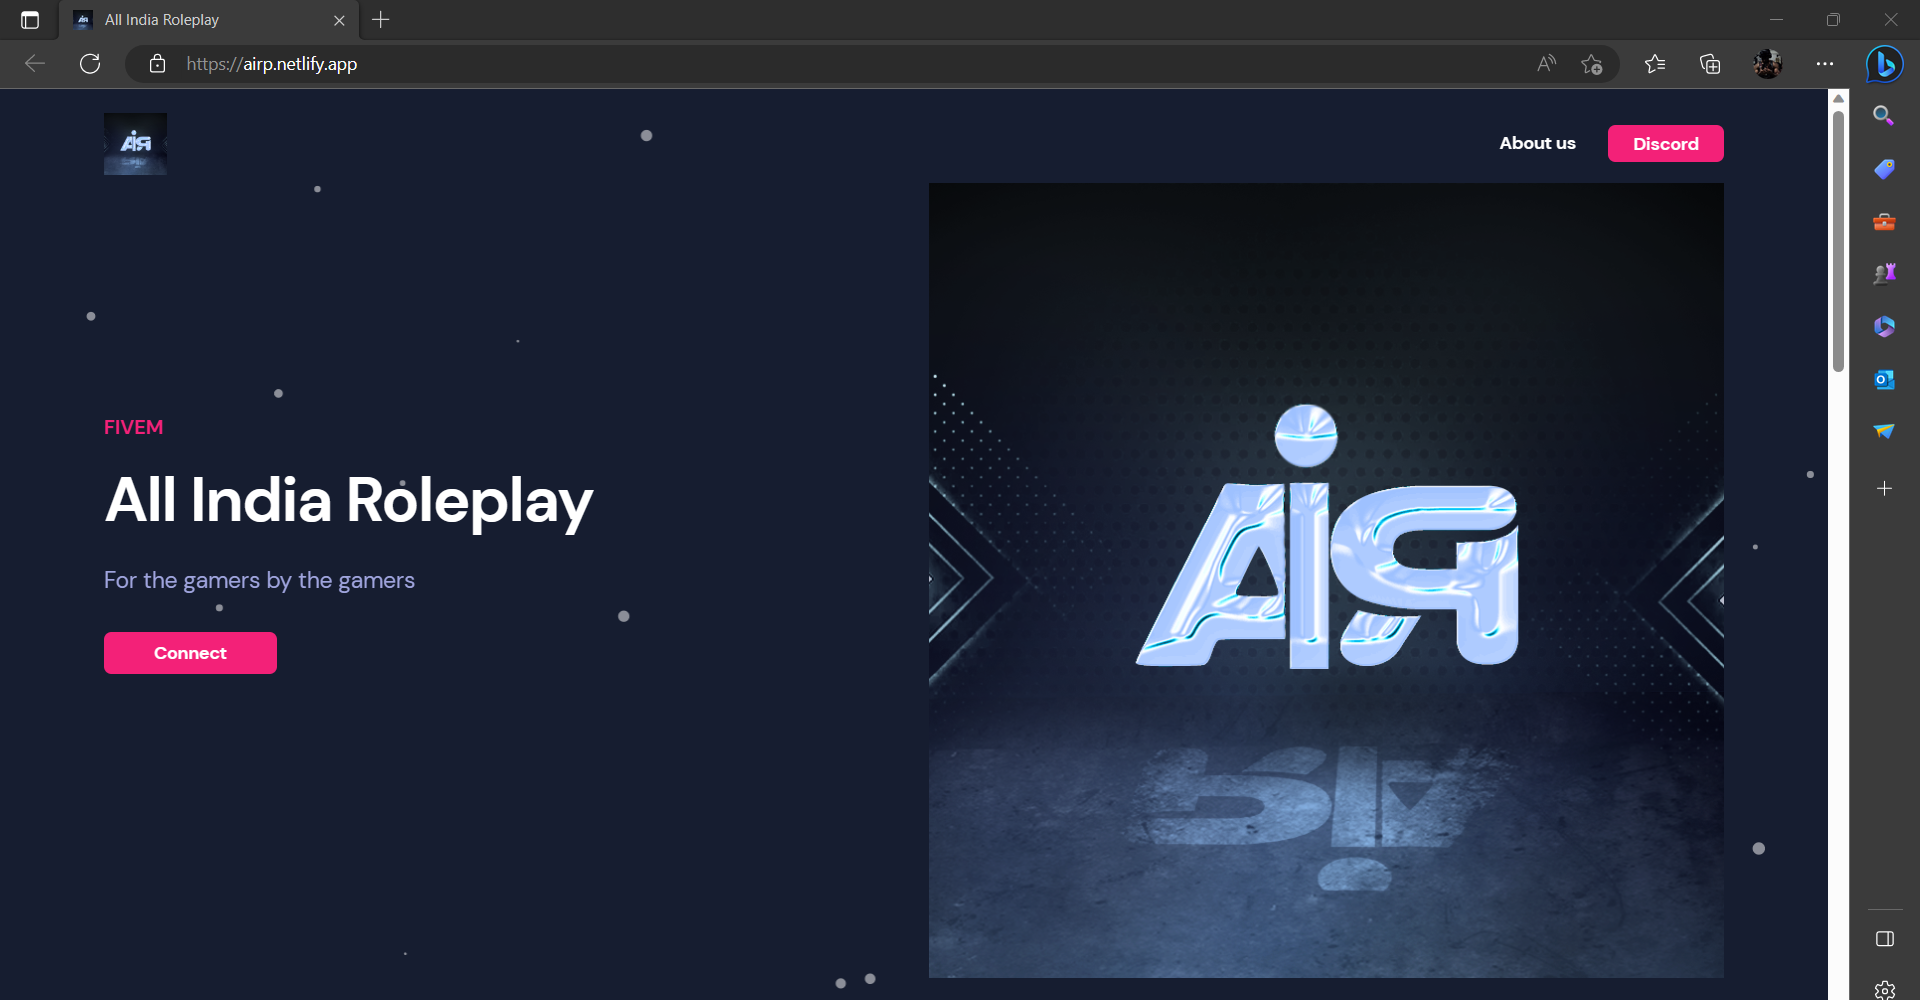 All India Roleplay
https://airp.netlify.app
AiR
About us
Discord
FIVEM
All India Roleplay
For the gamers by the gamers
Connect
AiR